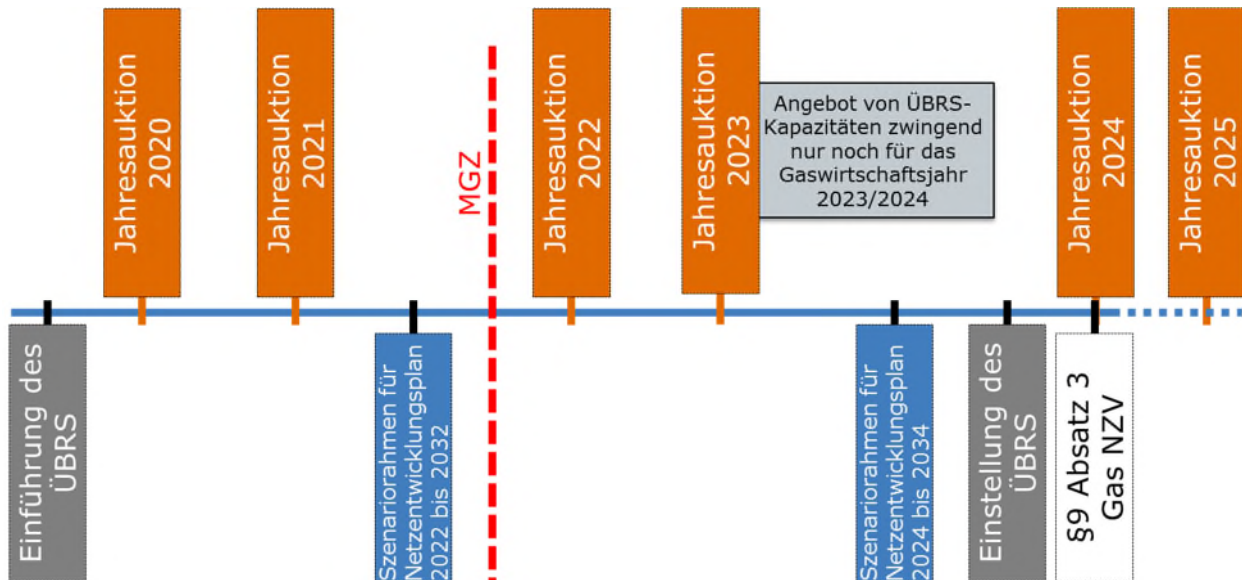 Jahresauktion
2020
Jahresauktion
2021
MGZ
Jahresauktion
2022
Jahresauktion
2023
Angebot von ÜBRS-
Kapazitäten zwingend
nur noch für das
Gaswirtschaftsjahr
2023/2024
Jahresauktion
2024
Jahresauktion
2025
Einführung des
ÜBRS
Szenariorahmen für
Netzentwicklungsplan
2022 bis 2032
Szenariorahmen für
Netzentwicklungsplan
2024 bis 2034
Einstellung des
ÜBRS
§9 Absatz 3
Gas NZV